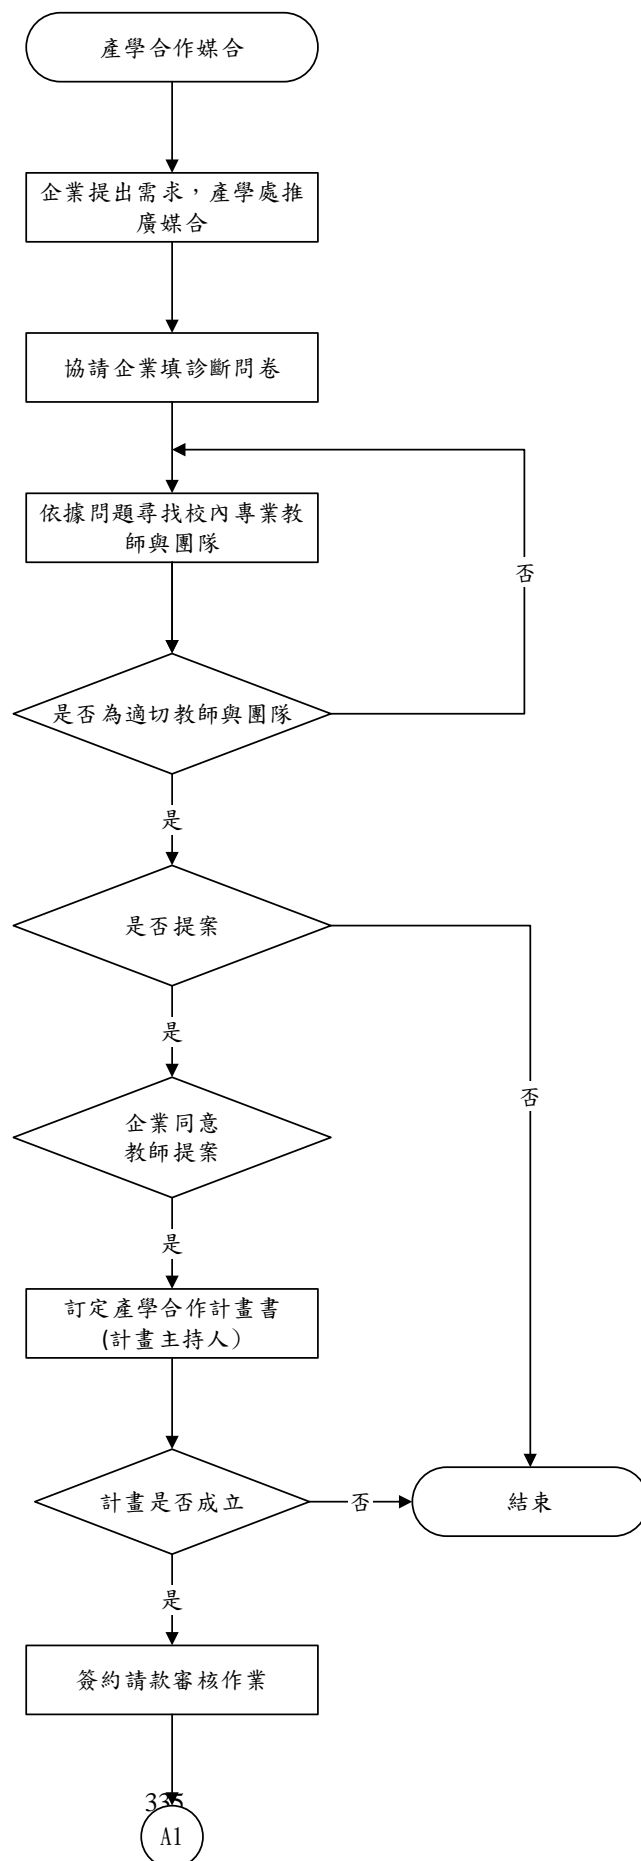 產學合作媒合
企業提出需求，產學處推
廣媒合
協請企業填診斷問卷
依據問題尋找校內專業教
師與團隊
否
是否為適切教師與團隊
是
是否提案
是
否
企業同意
教師提案
是
訂定產學合作計畫書
(計畫主持人）
計畫是否成立
否
結束
是
簽約請款審核作業
335
A1